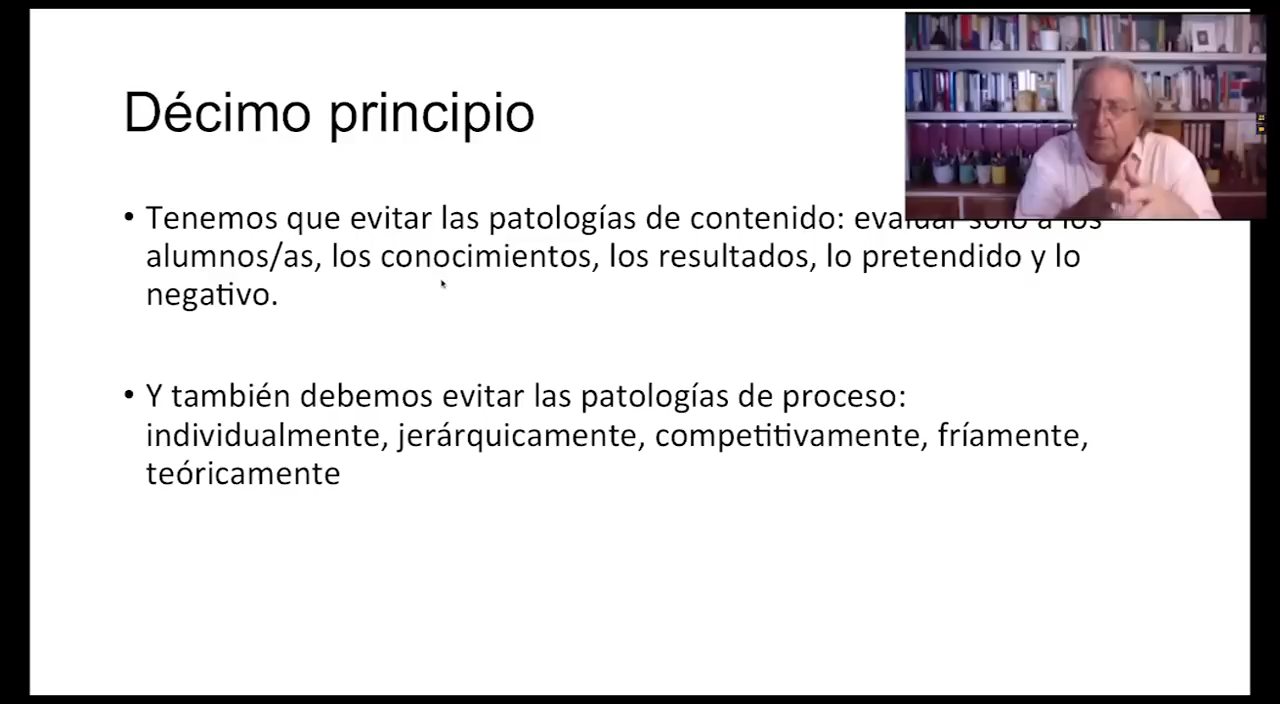 Décimo principio
• Tenemos que evitar las patologías de contenido: evaluar solo a los
alumnos/as, los conocimientos, los resultados, lo pretendido y lo
negativo.
• Y también debemos evitar las patologías de proceso:
individualmente, jerárquicamente, competitivamente, fríamente,
teóricamente